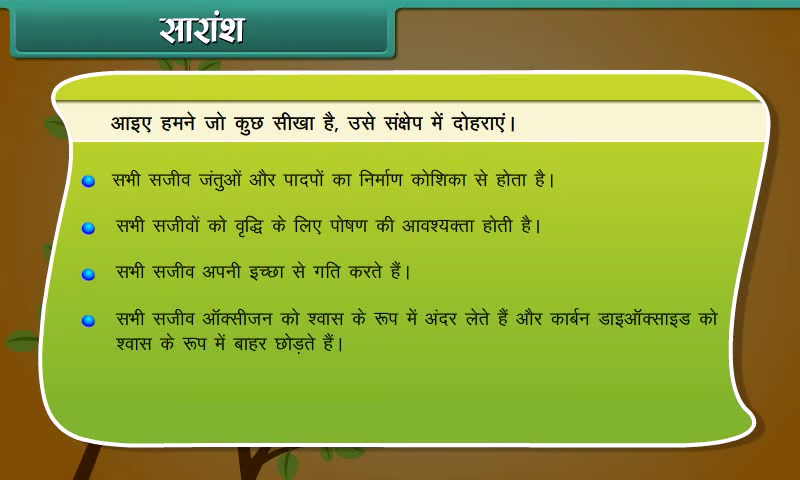 सारांश
आइए हमने जो कुछ सीखा है, उसे संक्षेप में दोहराएं।
सभी सजीव जंतुओं और पादपों का निर्माण कोशिका से होता है।
सभी सजीवों को वृद्धि के लिए पोषण की आवश्यक्ता होती है।
सभी सजीव अपनी इच्छा से गति करते हैं।
सभी सजीव ऑक्सीजन को श्वास के रूप में अंदर लेते हैं और कार्बन डाइऑक्साइड को
श्वास के रूप में बाहर छोड़ते हैं।